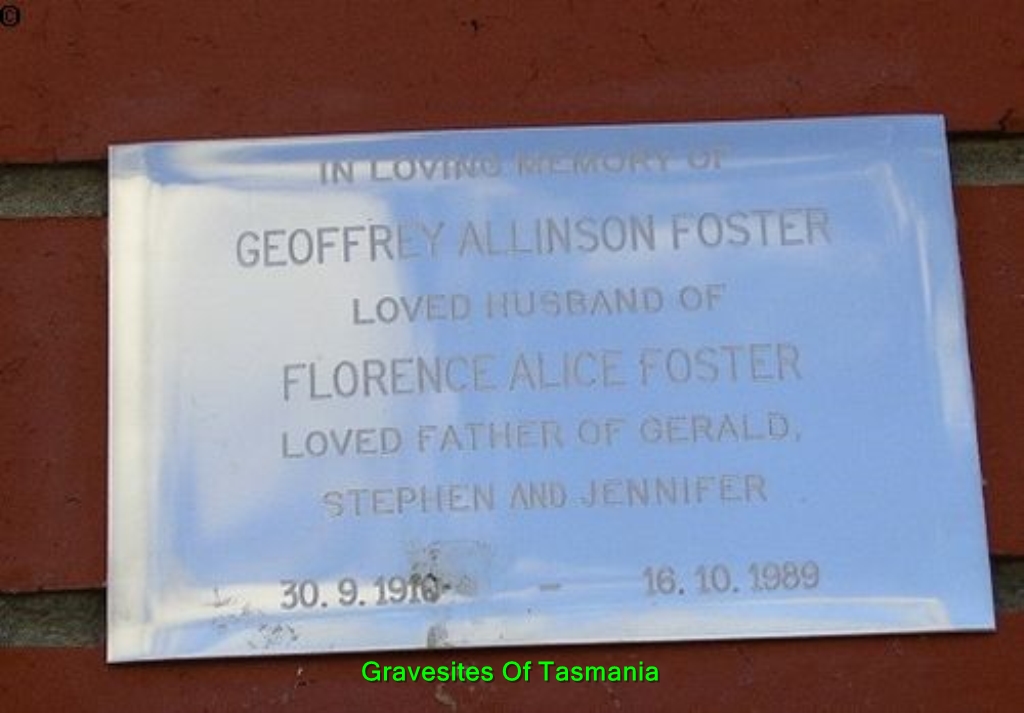 ©
IN LOVING MEMORY OF
GEOFFREY ALLINSON FOSTER
LOVED HUSBAND OF
FLORENCE ALICE FOSTER
LOVED FATHER OF GERALD,
STEPHEN AND JENNIFER
30.9.1910 – 16.10.1989
Gravesites Of Tasmania